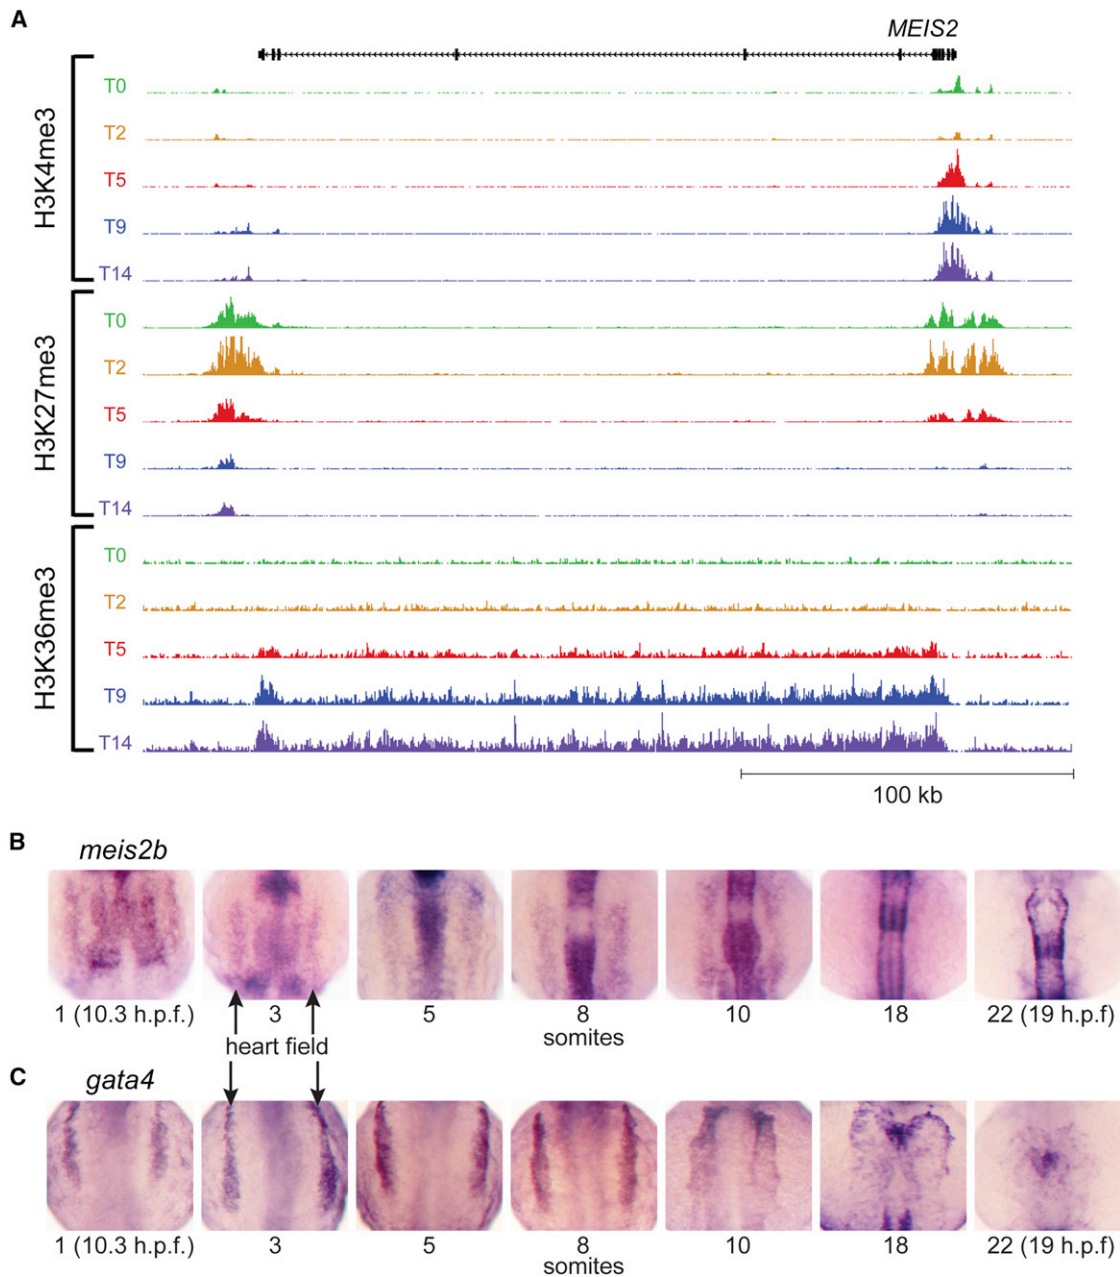 A
MEIS2
H3K4me3
T0
T2
T5
T9
T14
H3K27me3
T0
T2
T5
T9
T14
H3K36me3
T0
T2
T5
T9
T14
100 kb
B
meis2b
1 (10.3 h.p.f.) 3 5 8 10 18 22 (19 h.p.f)
somites
heart field
C
gata4
1 (10.3 h.p.f.) 3 5 8 10 18 22 (19 h.p.f)
somites